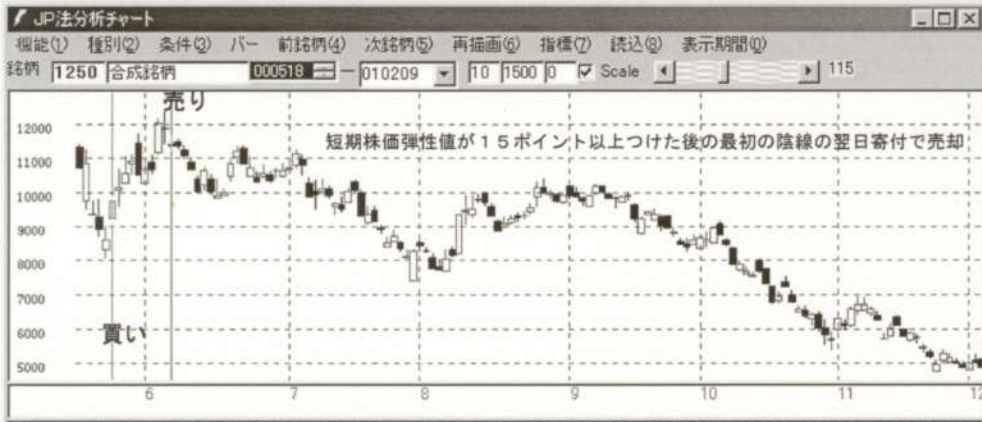 JP法分析チャート
機能(1) 種別(2) 条件(3) バー 前銘柄(4) 次銘柄(5) 再描画(6) 指標(7) 読込(8) 表示期間(0)
銘柄 1250 合成銘柄 000518 — 010209 10 1500 0 Scale 115
売り
短期株価弾性値が15ポイント以上つけた後の最初の陰線の翌日寄付で売却
12000
11000
10000
9000
8000
7000
6000
5000
買い
6 7 8 9 10 11 12